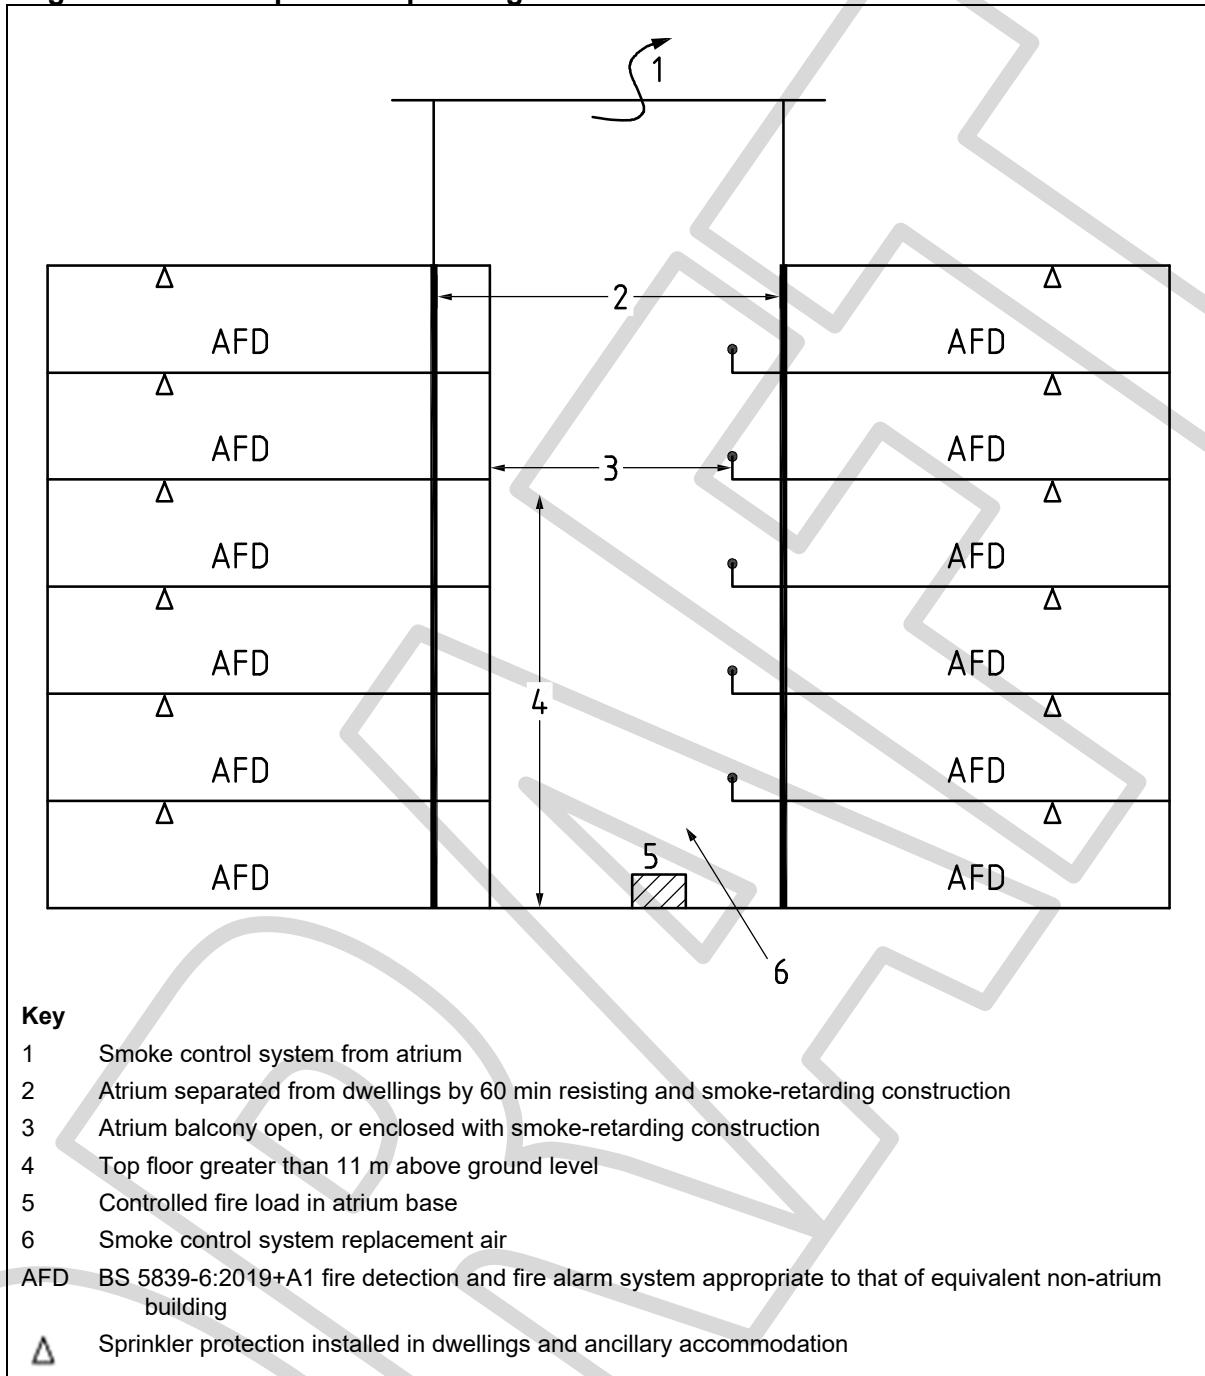 1
2
AFD AFD
3
AFD AFD
AFD AFD
4
AFD AFD
AFD AFD
5
AFD AFD
6
Key
1 Smoke control system from atrium
2 Atrium separated from dwellings by 60 min resisting and smoke-retarding construction
3 Atrium balcony open, or enclosed with smoke-retarding construction
4 Top floor greater than 11 m above ground level
5 Controlled fire load in atrium base
6 Smoke control system replacement air
AFD BS 5839-6:2019+A1 fire detection and fire alarm system appropriate to that of equivalent non-atrium
building
Δ Sprinkler protection installed in dwellings and ancillary accommodation